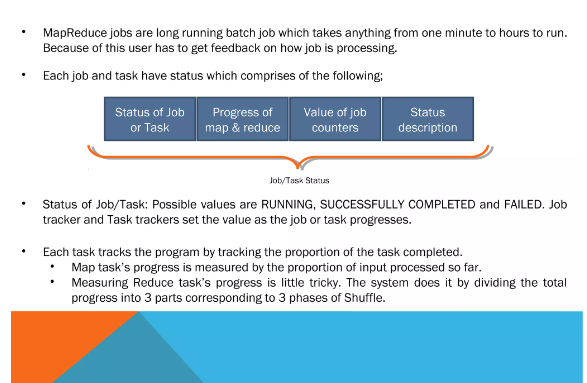 • MapReduce jobs are long running batch job which takes anything from one minute to hours to run.
Because of this user has to get feedback on how job is processing.
• Each job and task have status which comprises of the following;
Status of Job
or Task
Progress of
map & reduce
Value of job
counters
Status
description
Job/Task Status
• Status of Job/Task: Possible values are RUNNING, SUCCESSFULLY COMPLETED and FAILED. Job
tracker and Task trackers set the value as the job or task progresses.
• Each task tracks the program by tracking the proportion of the task completed.
• Map task's progress is measured by the proportion of input processed so far.
• Measuring Reduce task's progress is little tricky. The system does it by dividing the total
progress into 3 parts corresponding to 3 phases of Shuffle.